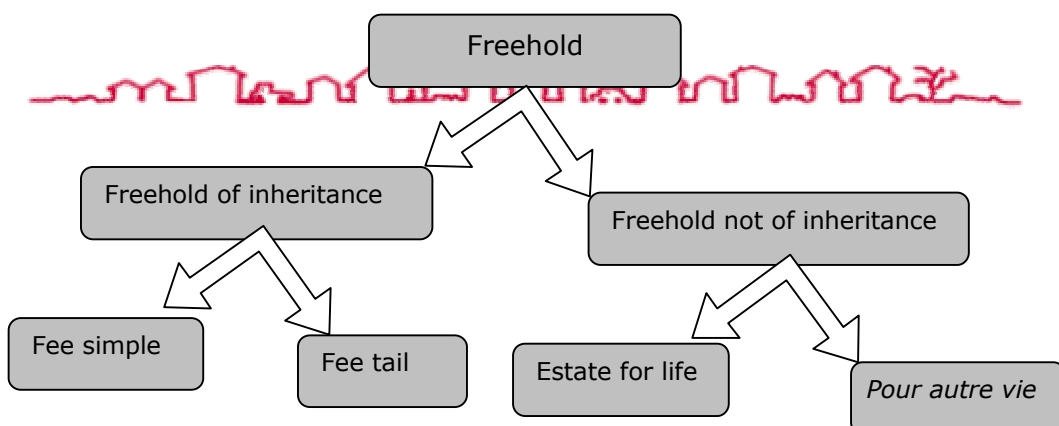 Freehold
Freehold of inheritance
Freehold not of inheritance
Fee simple
Fee tail
Estate for life
Pour autre vie